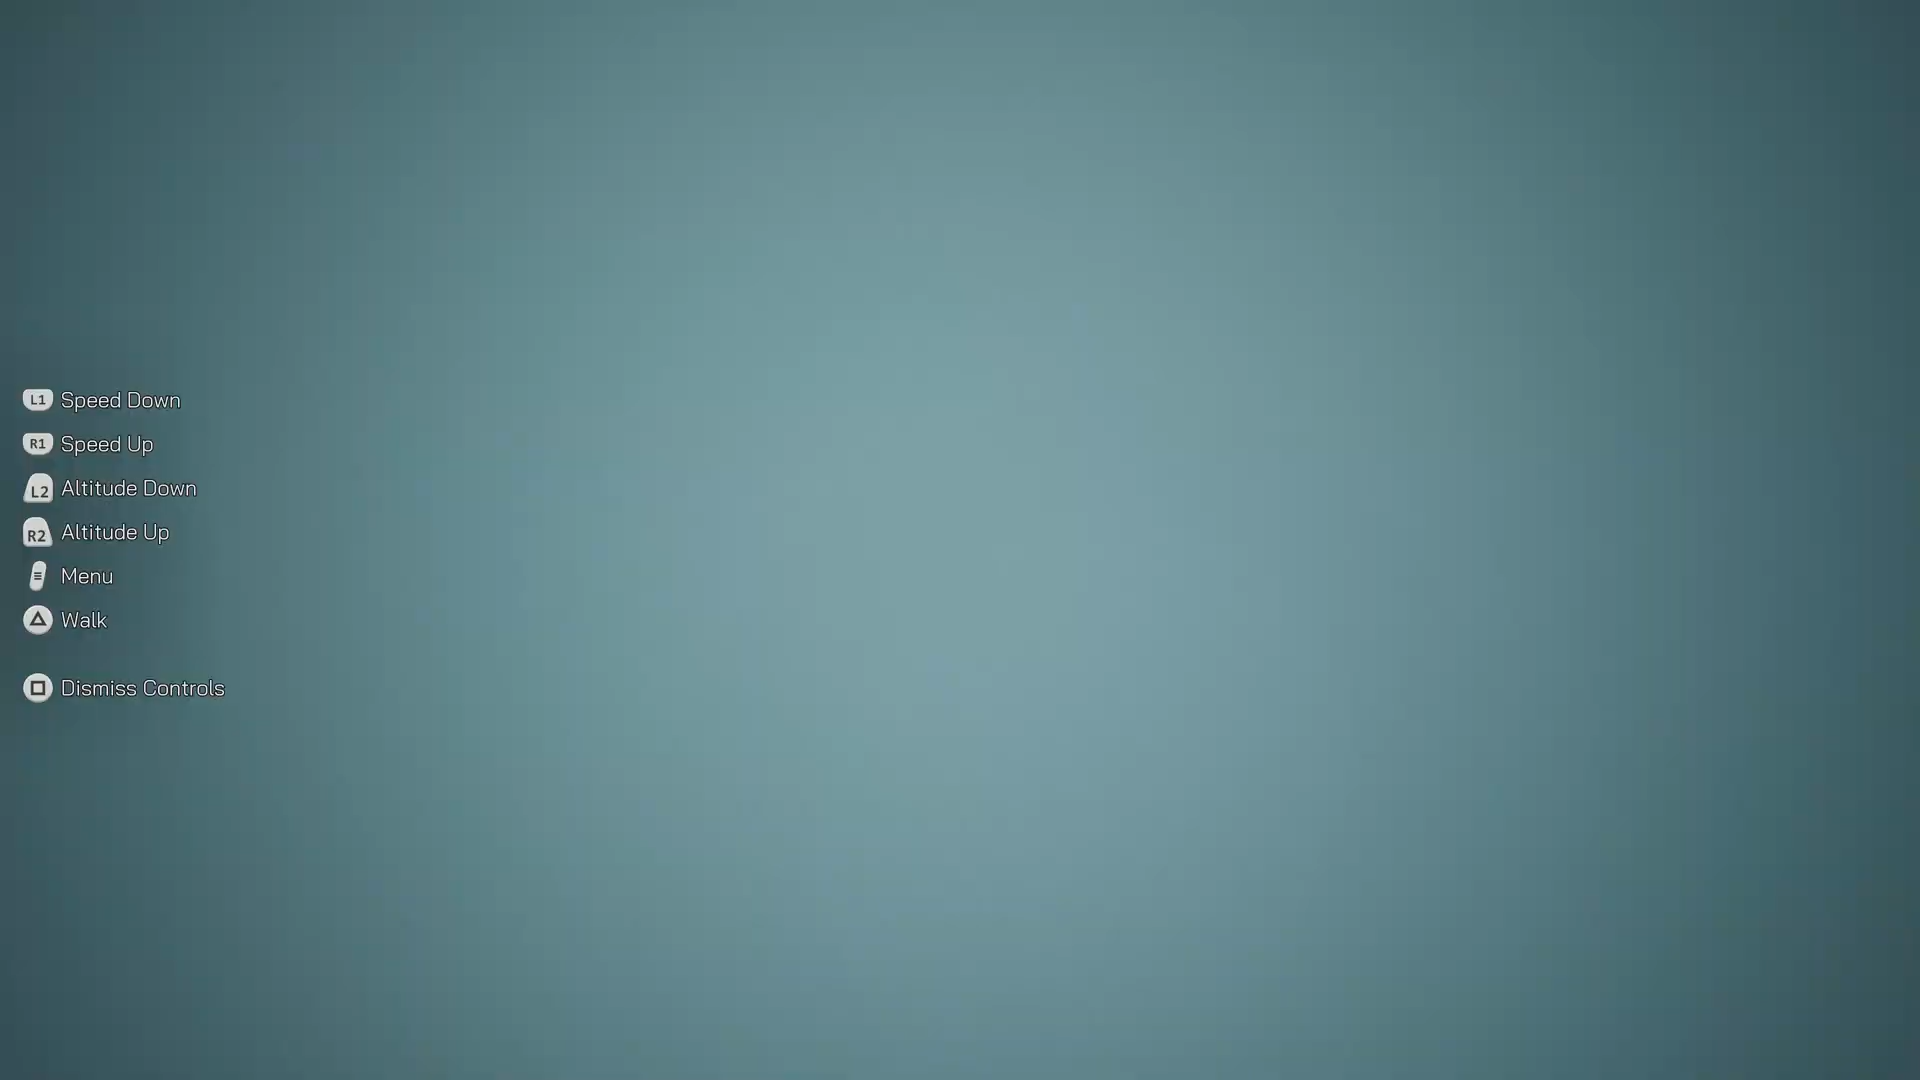 L1 Speed Down
R1 Speed Up
L2 Altitude Down
R2 Altitude Up
Menu
Walk
Dismiss Controls